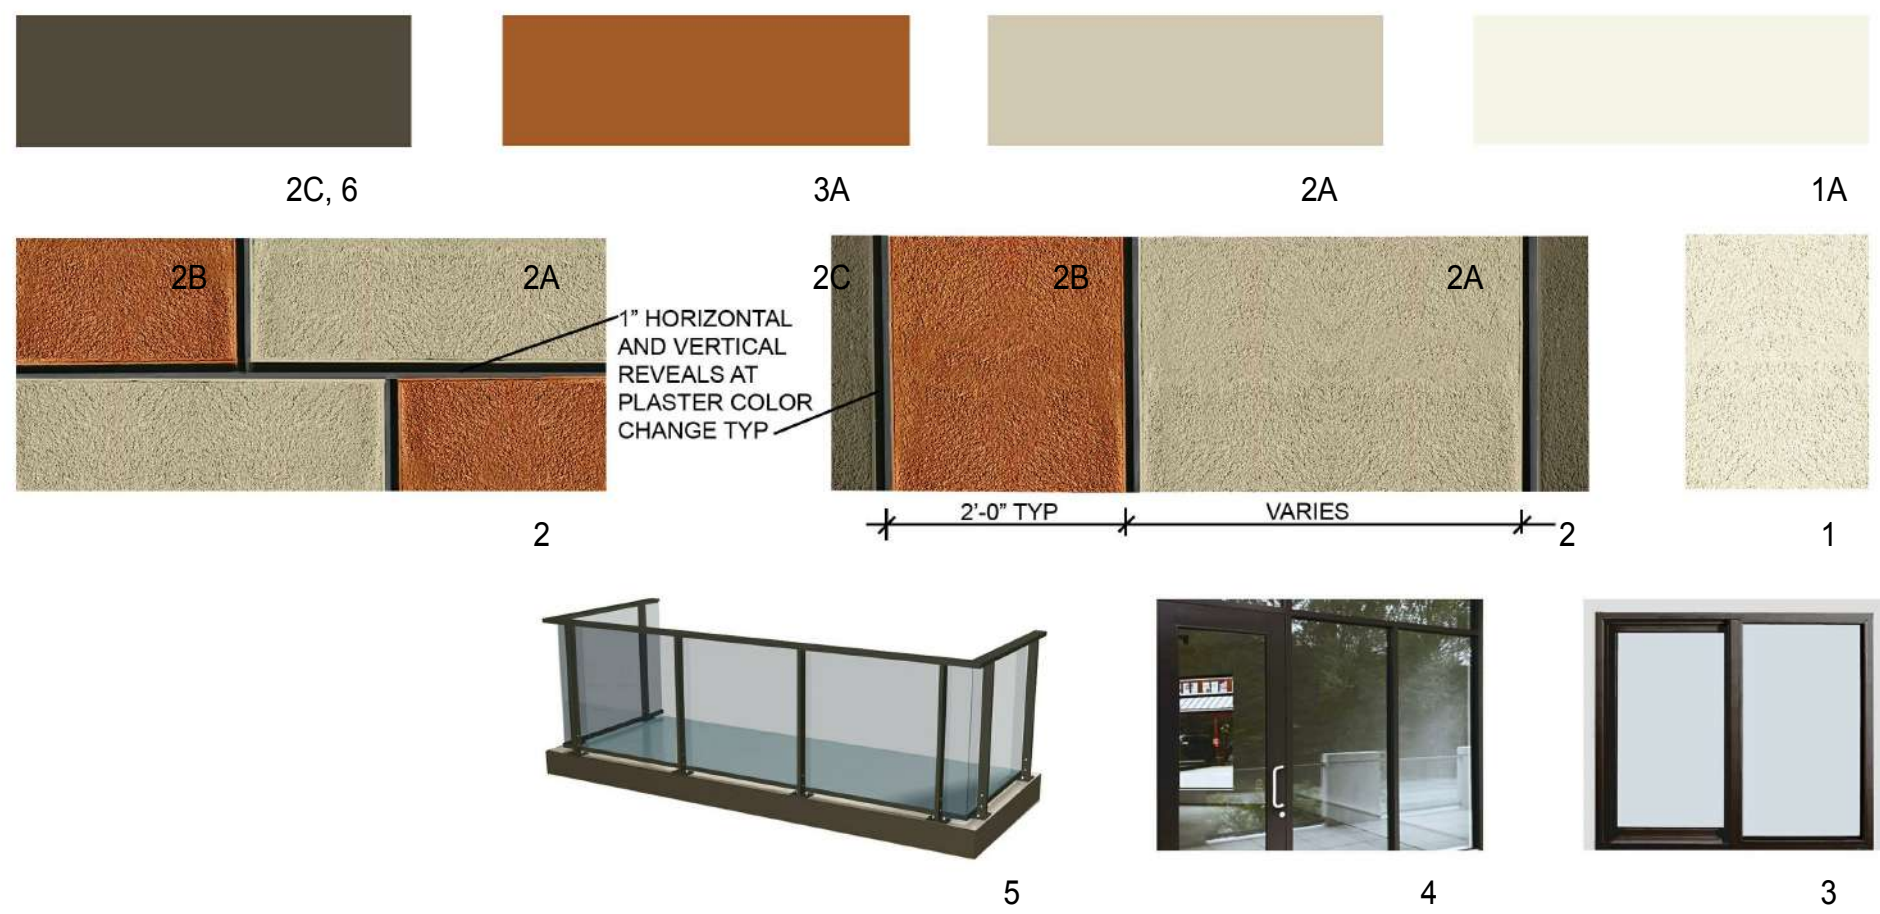 2C, 6
3A
2A
1A
2B
2A
1” HORIZONTAL
AND VERTICAL
REVEALS AT
PLASTER COLOR
CHANGE TYP
2C
2B
2A
2’-0” TYP
VARIES
2
2
1
5
4
3